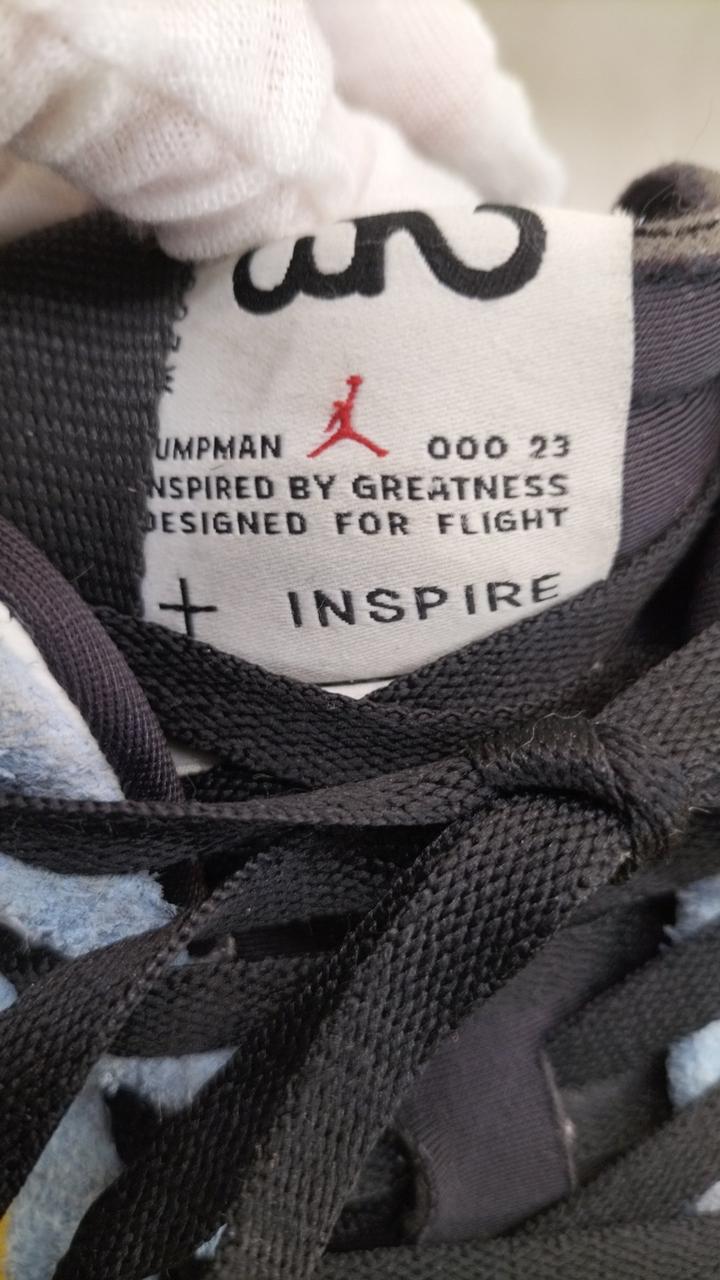 UMPMAN 000 23
NSPIRED BY GREATNESS
DESIGNED FOR FLIGHT
+ INSPIRE